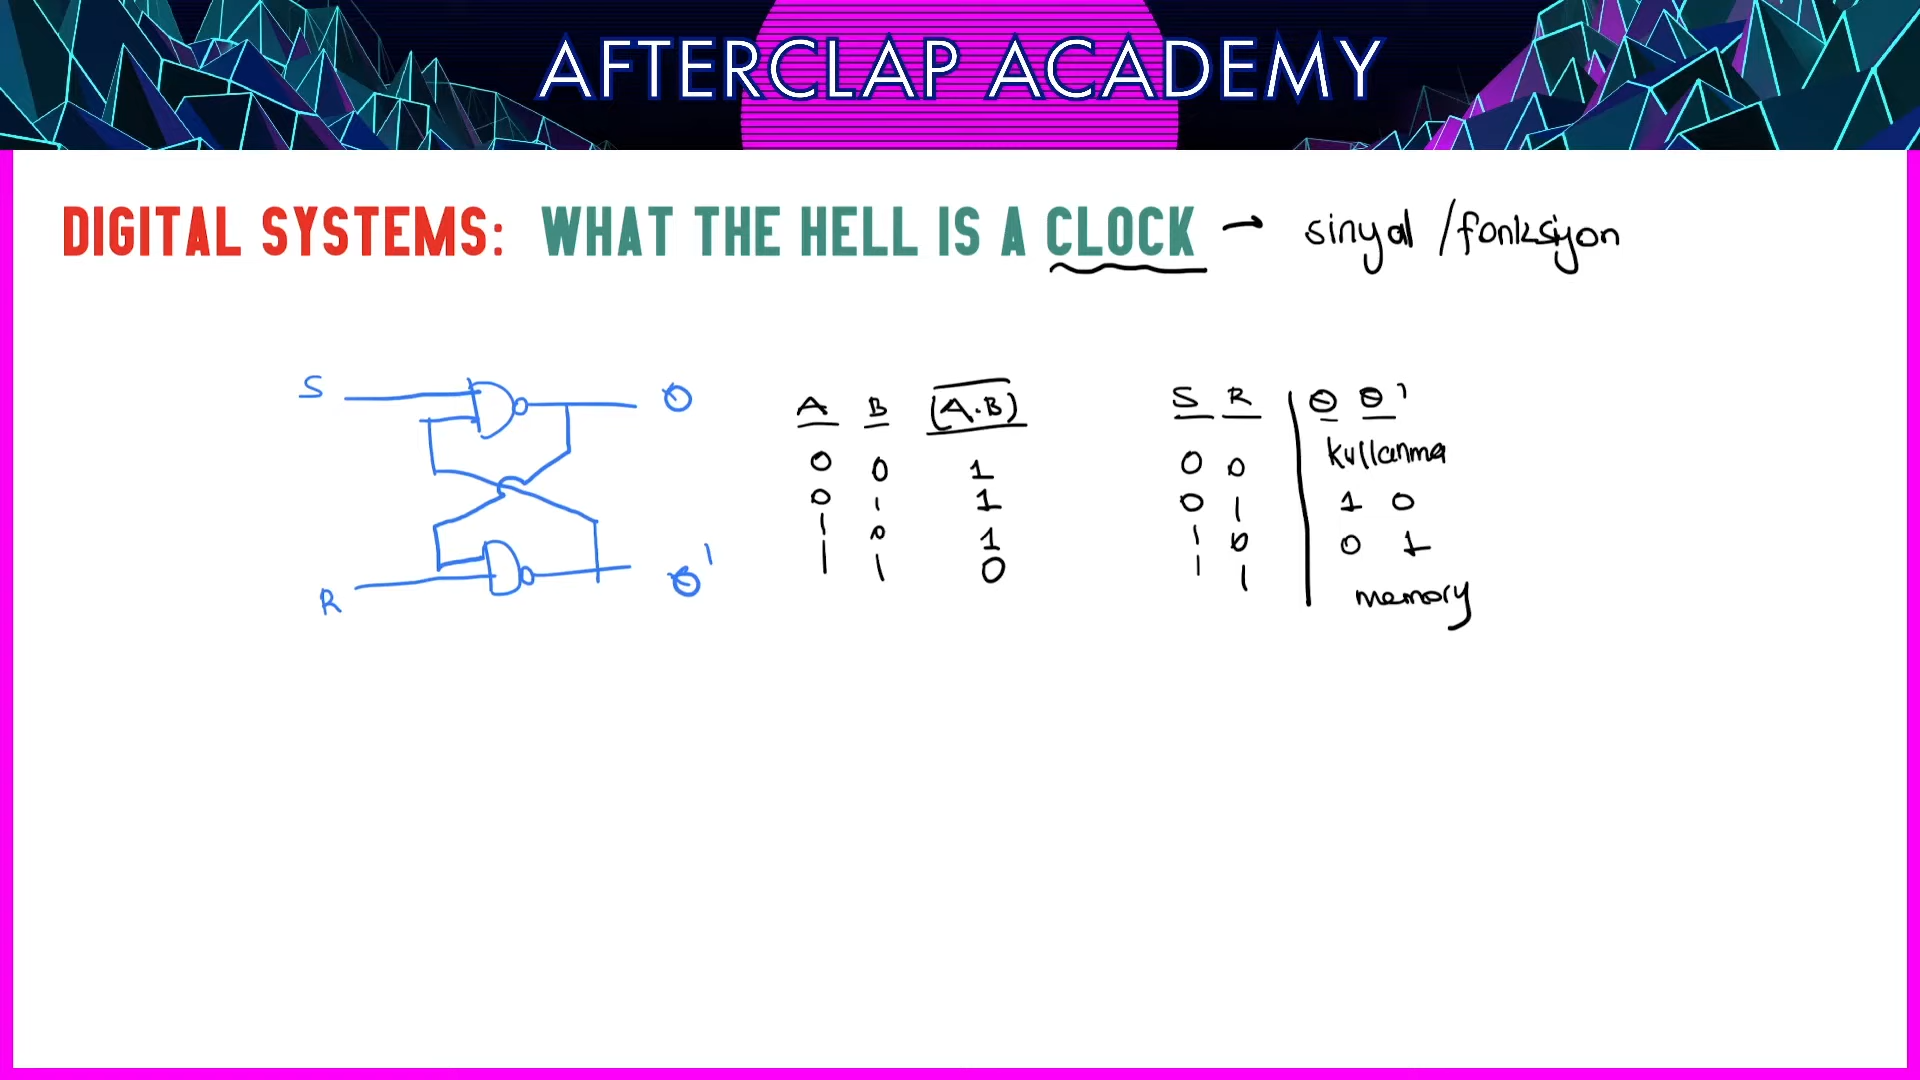 AFTERCLAP ACADEMY
DIGITAL SYSTEMS: WHAT THE HELL IS A CLOCK → sinyal / fonksiyon
S Q
R Q'
A B (A.B)
0 0 1
0 1 1
1 0 1
1 1 0
S R Q Q'
0 0 kullanma
0 1 1 0
1 0 0 1
1 1 memory